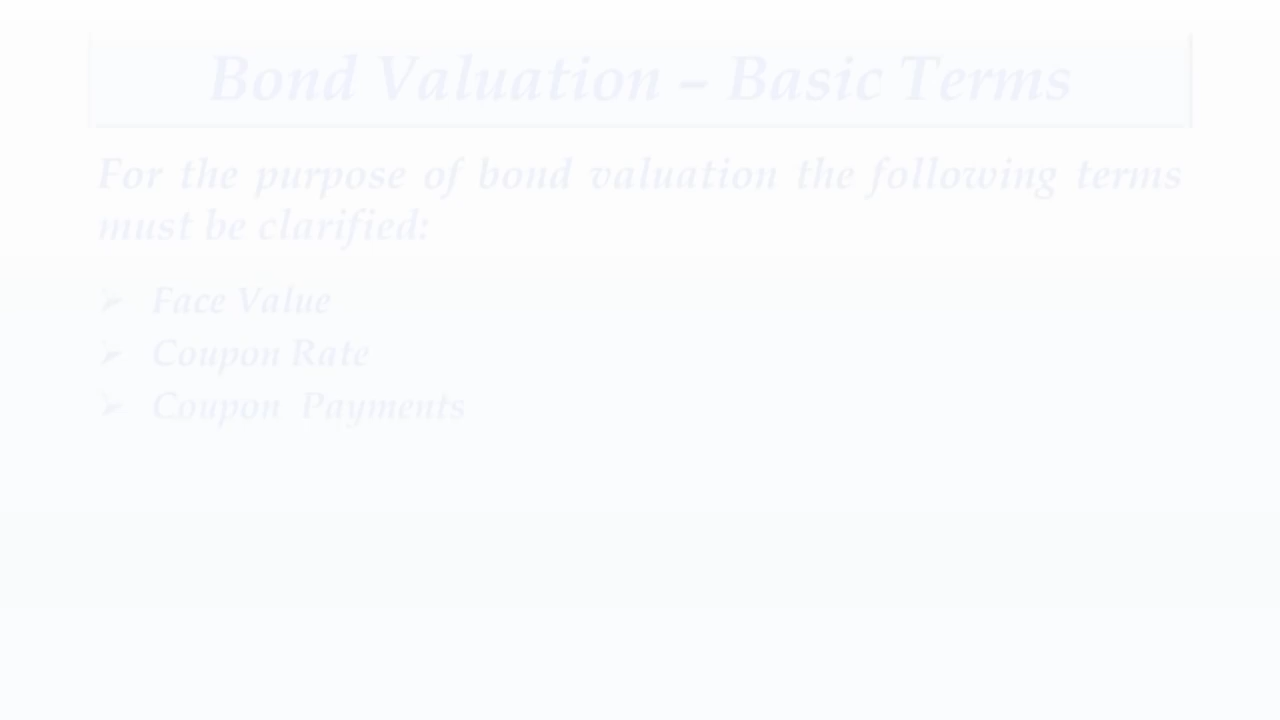 Bond Valuation – Basic Terms
For the purpose of bond valuation the following terms
must be clarified:
➢ Face Value
➢ Coupon Rate
➢ Coupon Payments